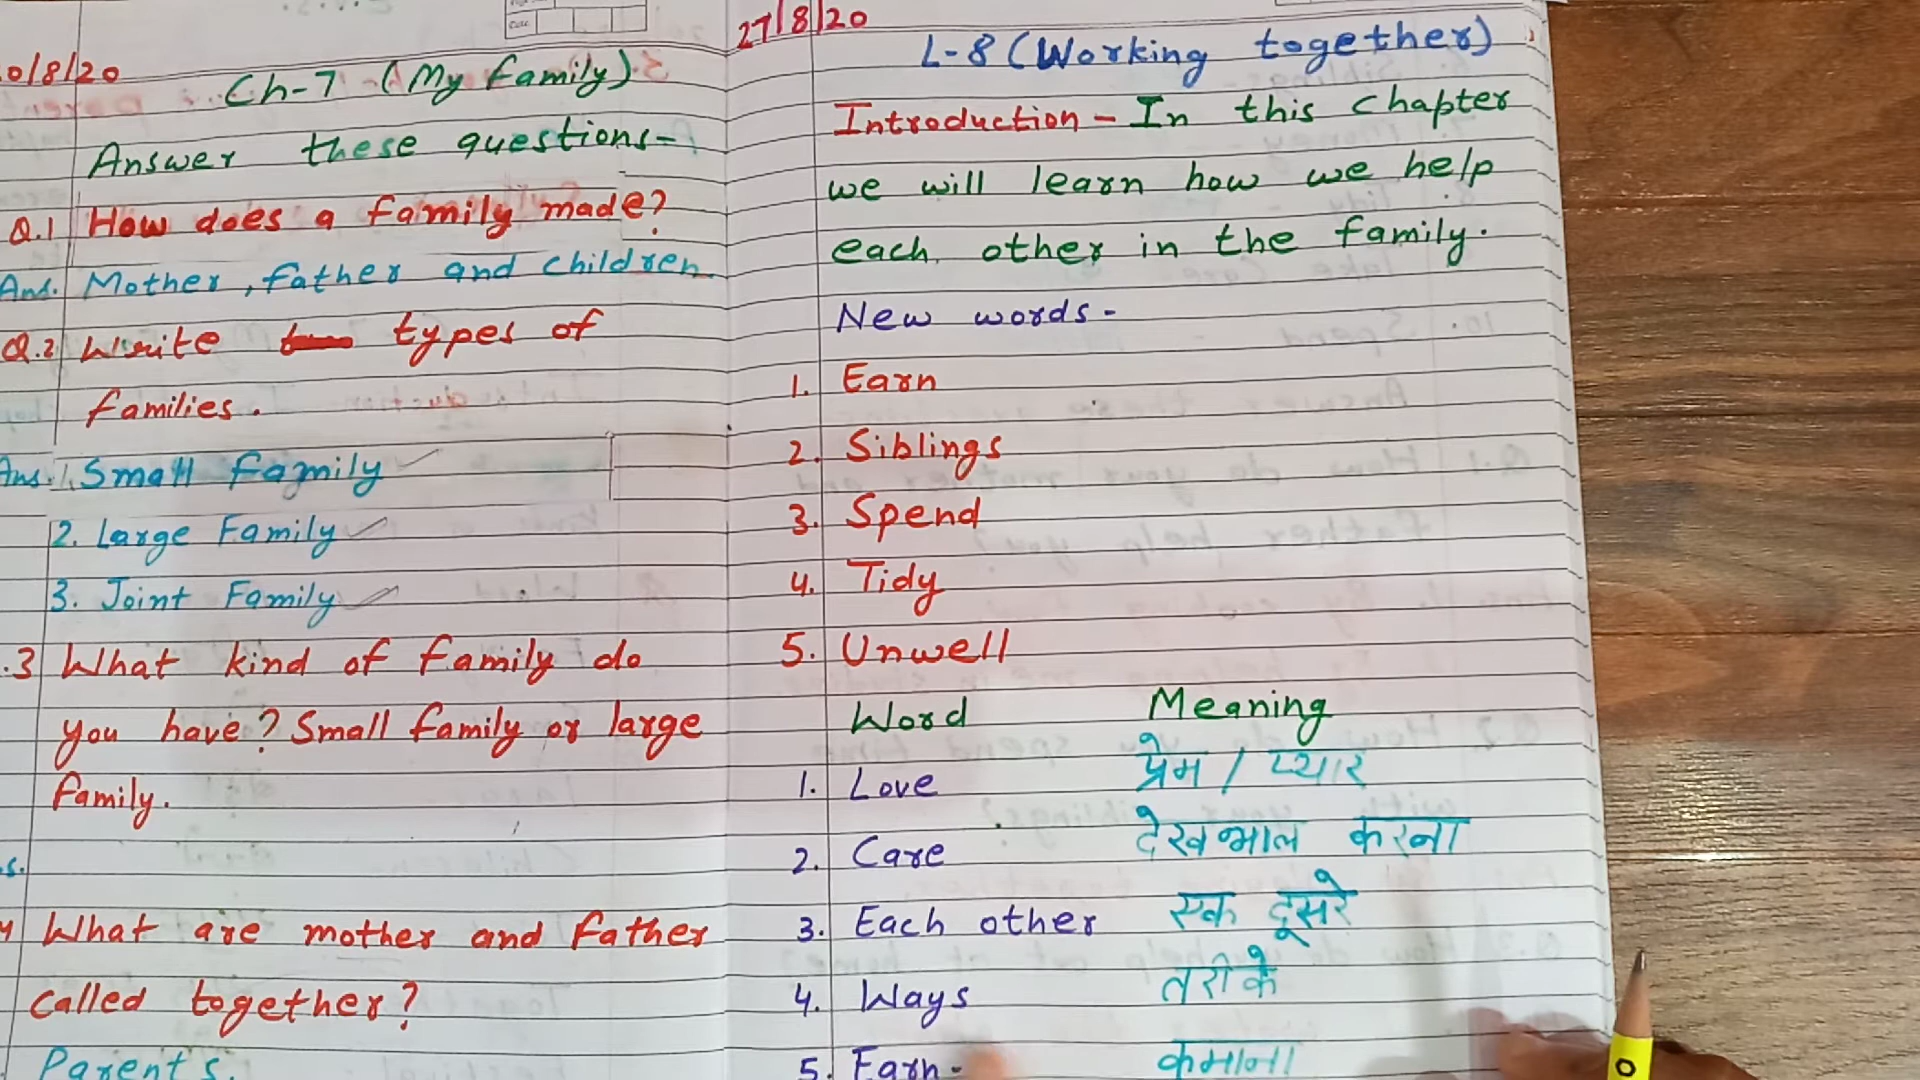 0/8/20
Ch-7 (My family)
Answer these questions-
Q.1 How does a family made?
Ans. Mother, father and children.
Q.2 Write types of
families.
Ans. 1. Small family
2. Large Family
3. Joint Family
.3 What kind of family do
you have? Small family or large
family.
s.
What are mother and father
called together?
Parents.
27/8/20
L-8 (Working together)
Introduction - In this chapter
we will learn how we help
each other in the family.
New words -
1. Earn
2. Siblings
3. Spend
4. Tidy
5. Unwell
Word Meaning
1. Love प्रेम / प्यार
2. Care देखभाल करना
3. Each other एक दूसरे
4. Ways तरीके
5. Earn - कमाना